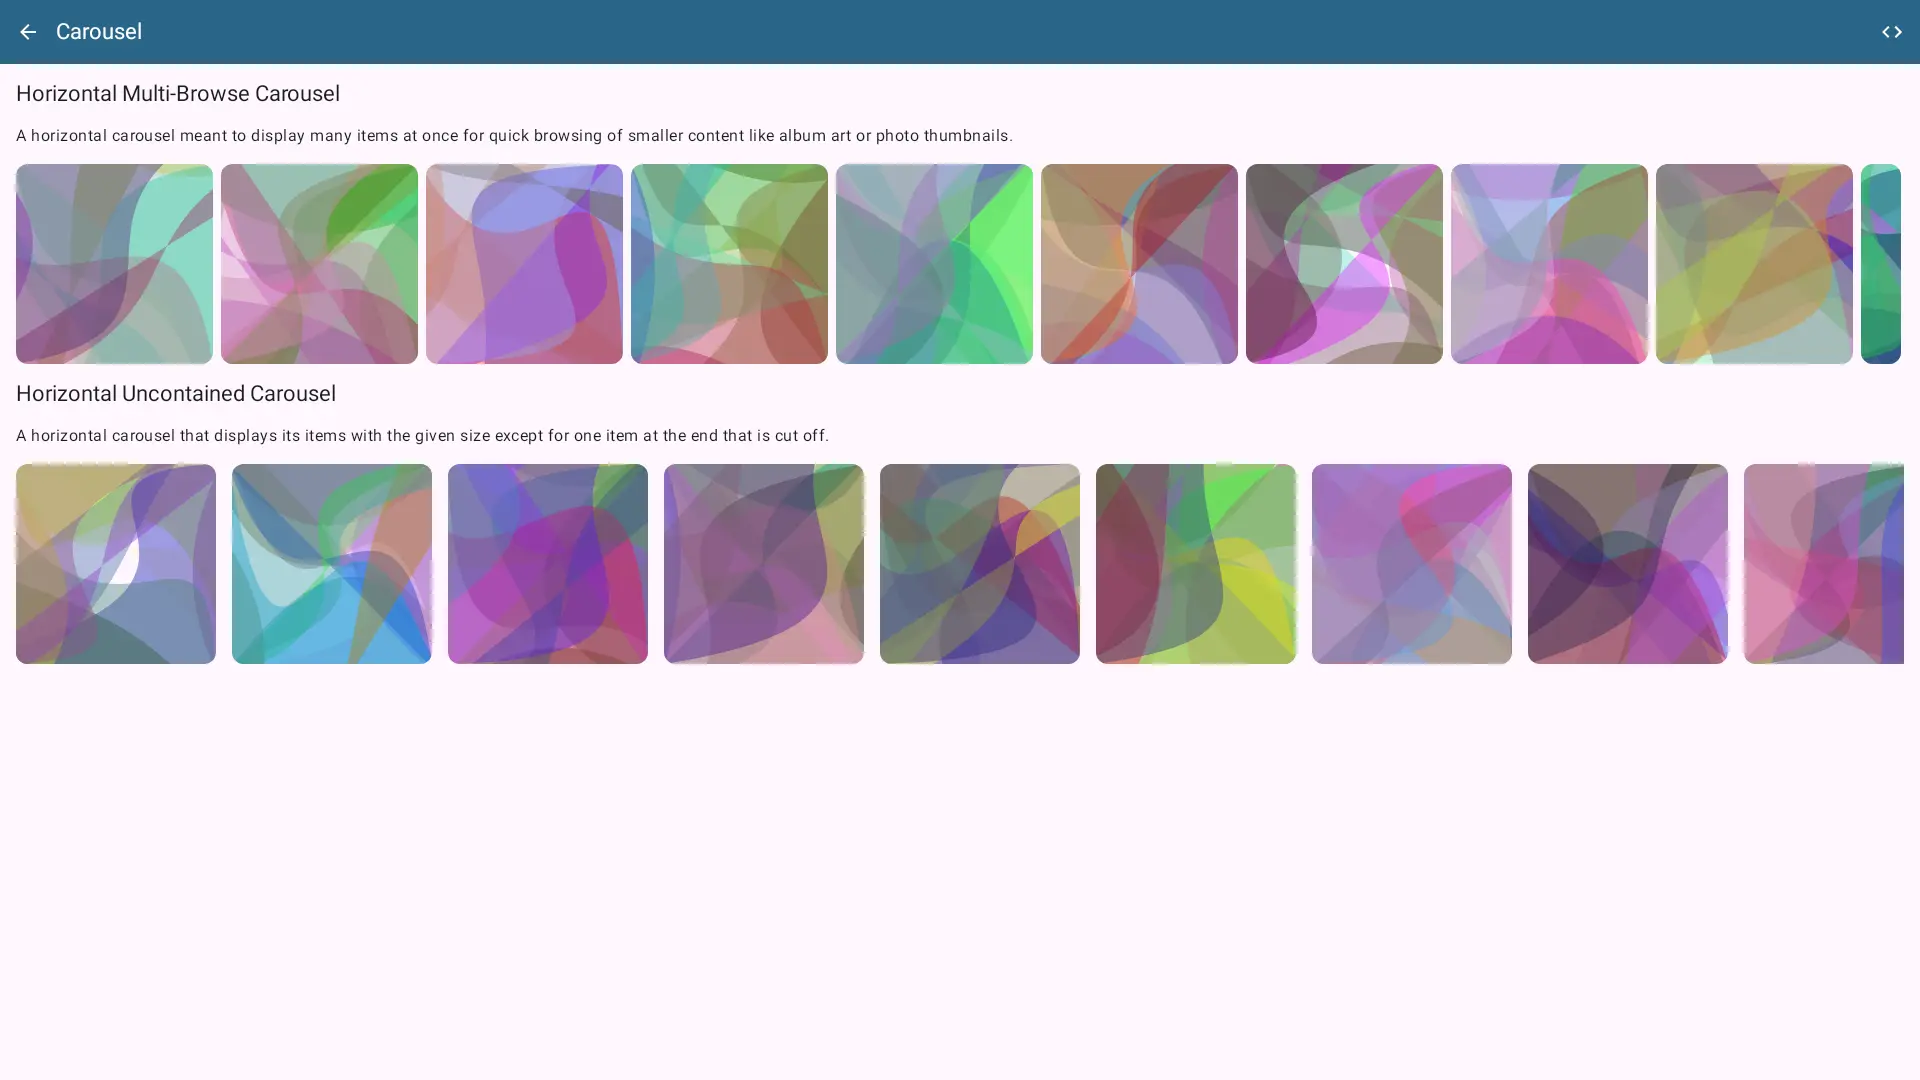 Carousel
Horizontal Multi-Browse Carousel
A horizontal carousel meant to display many items at once for quick browsing of smaller content like album art or photo thumbnails.
Horizontal Uncontained Carousel
A horizontal carousel that displays its items with the given size except for one item at the end that is cut off.